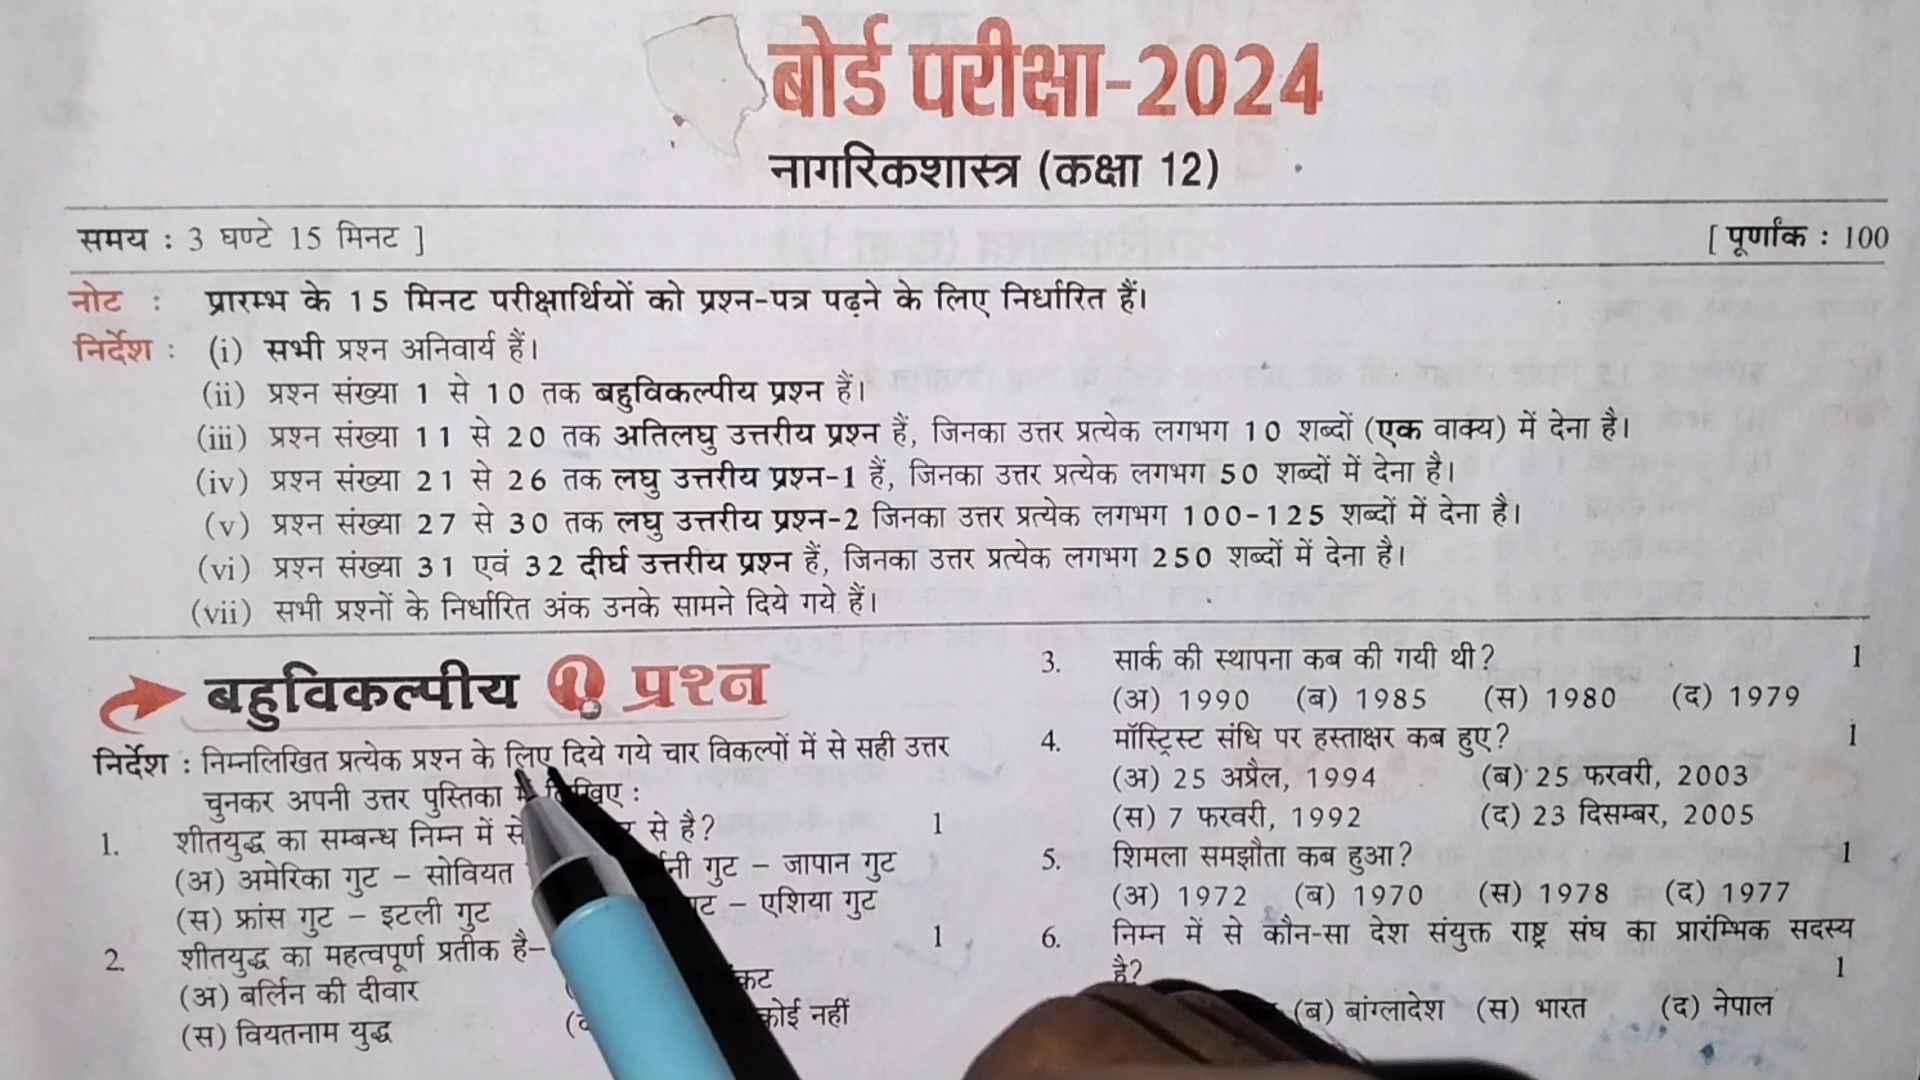 बोर्ड परीक्षा-2024
नागरिकशास्त्र (कक्षा 12)
समय : 3 घण्टे 15 मिनट ]
[ पूर्णांक : 100
नोट : प्रारम्भ के 15 मिनट परीक्षार्थियों को प्रश्न-पत्र पढ़ने के लिए निर्धारित हैं।
निर्देश : (i) सभी प्रश्न अनिवार्य हैं।
(ii) प्रश्न संख्या 1 से 10 तक बहुविकल्पीय प्रश्न हैं।
(iii) प्रश्न संख्या 11 से 20 तक अतिलघु उत्तरीय प्रश्न हैं, जिनका उत्तर प्रत्येक लगभग 10 शब्दों (एक वाक्य) में देना है।
(iv) प्रश्न संख्या 21 से 26 तक लघु उत्तरीय प्रश्न-1 हैं, जिनका उत्तर प्रत्येक लगभग 50 शब्दों में देना है।
(v) प्रश्न संख्या 27 से 30 तक लघु उत्तरीय प्रश्न-2 जिनका उत्तर प्रत्येक लगभग 100-125 शब्दों में देना है।
(vi) प्रश्न संख्या 31 एवं 32 दीर्घ उत्तरीय प्रश्न हैं, जिनका उत्तर प्रत्येक लगभग 250 शब्दों में देना है।
(vii) सभी प्रश्नों के निर्धारित अंक उनके सामने दिये गये हैं।
बहुविकल्पीय प्रश्न
निर्देश : निम्नलिखित प्रत्येक प्रश्न के लिए दिये गये चार विकल्पों में से सही उत्तर
चुनकर अपनी उत्तर पुस्तिका में लिखिए :
1. शीतयुद्ध का सम्बन्ध निम्न में से से है? 1
(अ) अमेरिका गुट – सोवियत गुट – जापान गुट
(स) फ्रांस गुट – इटली गुट – एशिया गुट
2. शीतयुद्ध का महत्वपूर्ण प्रतीक है– 1
(अ) बर्लिन की दीवार
(स) वियतनाम युद्ध कोई नहीं
3. सार्क की स्थापना कब की गयी थी? 1
(अ) 1990 (ब) 1985 (स) 1980 (द) 1979
4. मॉस्ट्रिस्ट संधि पर हस्ताक्षर कब हुए? 1
(अ) 25 अप्रैल, 1994 (ब) 25 फरवरी, 2003
(स) 7 फरवरी, 1992 (द) 23 दिसम्बर, 2005
5. शिमला समझौता कब हुआ? 1
(अ) 1972 (ब) 1970 (स) 1978 (द) 1977
6. निम्न में से कौन-सा देश संयुक्त राष्ट्र संघ का प्रारंम्भिक सदस्य
है? 1
(ब) बांग्लादेश (स) भारत (द) नेपाल